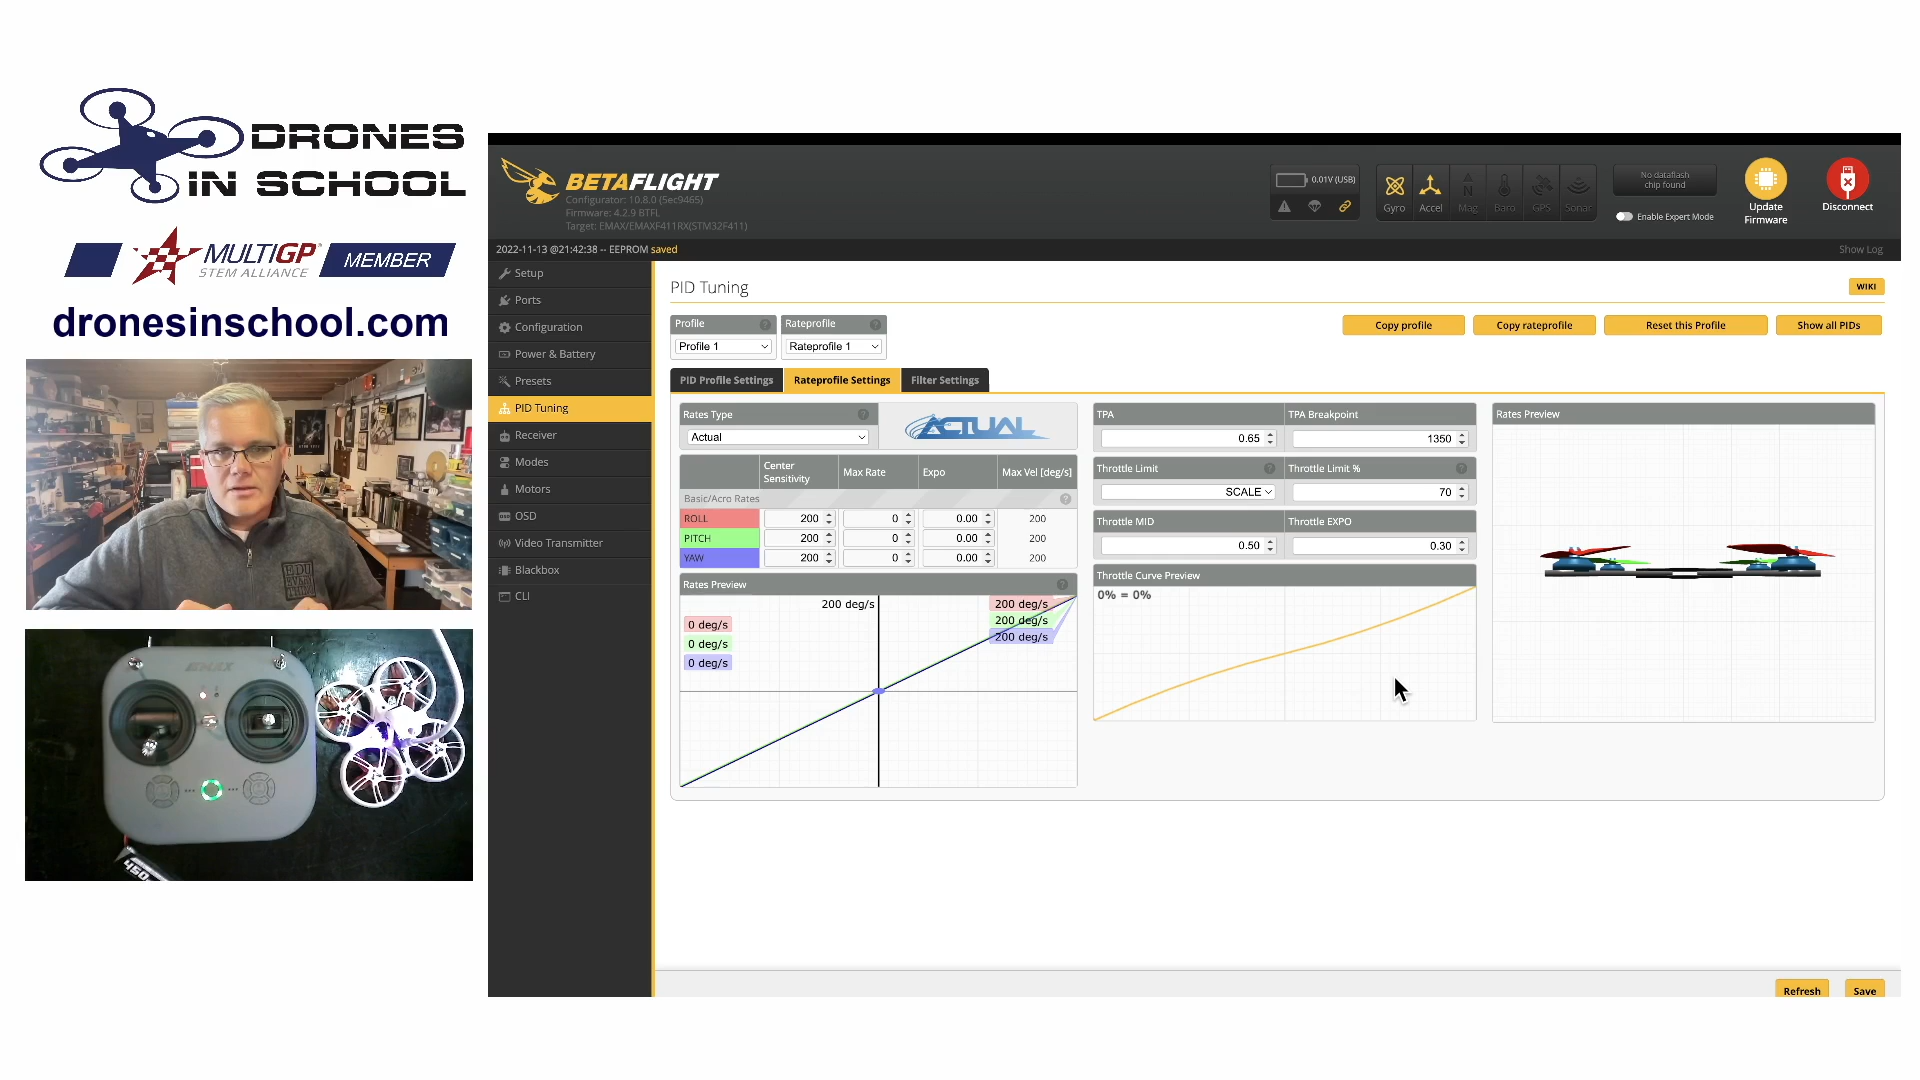 DRONES
IN SCHOOL
MULTIGP
STEM ALLIANCE
MEMBER
dronesinschool.com
EMAX
450
BETAFLIGHT
Configurator: 10.8.0 (5ec9465)
Firmware: 4.2.9 BTFL
Target: EMAX/EMAXF411RX(STM32F411)
0.01V (USB)
Gyro
Accel
Mag
Baro
GPS
Sonar
No dataflash
chip found
Enable Expert Mode
Update
Firmware
Disconnect
2022-11-13 @21:42:38 -- EEPROM saved
Show Log
Setup
Ports
Configuration
Power & Battery
Presets
PID Tuning
Receiver
Modes
Motors
OSD
Video Transmitter
Blackbox
CLI
PID Tuning
WIKI
Profile
Rateprofile
Profile 1
Rateprofile 1
Copy profile
Copy rateprofile
Reset this Profile
Show all PIDs
PID Profile Settings
Rateprofile Settings
Filter Settings
Rates Type
Actual
ACTUAL
Center
Sensitivity
Max Rate
Expo
Max Vel [deg/s]
Basic/Acro Rates
ROLL 200 0 0.00 200
PITCH 200 0 0.00 200
YAW 200 0 0.00 200
Rates Preview
200 deg/s
0 deg/s
0 deg/s
0 deg/s
200 deg/s
200 deg/s
200 deg/s
TPA
TPA Breakpoint
0.65
1350
Throttle Limit
Throttle Limit %
SCALE
70
Throttle MID
Throttle EXPO
0.50
0.30
Throttle Curve Preview
0% = 0%
Rates Preview
Refresh
Save